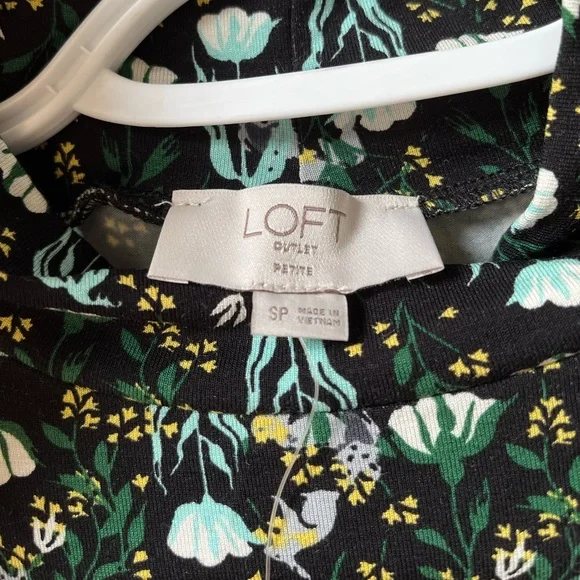 LOFT
OUTLET
PETITE
SP MADE IN
VIETNAM